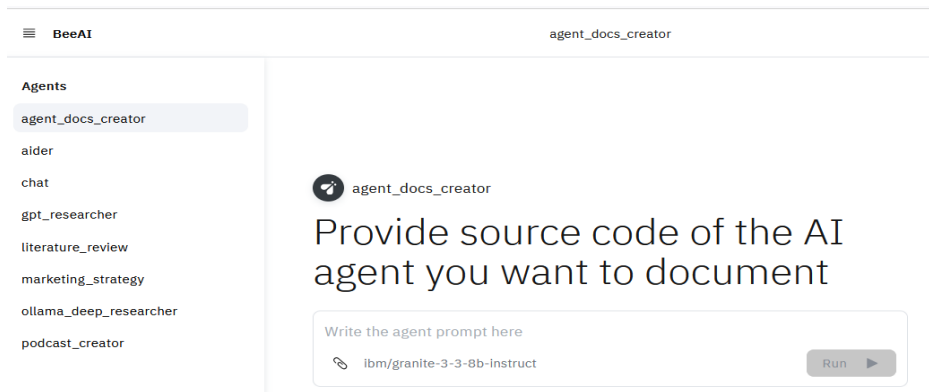 BeeAI
agent_docs_creator
Agents
agent_docs_creator
aider
chat
gpt_researcher
literature_review
marketing_strategy
ollama_deep_researcher
podcast_creator
agent_docs_creator
Provide source code of the AI
agent you want to document
Write the agent prompt here
ibm/granite-3-3-8b-instruct
Run